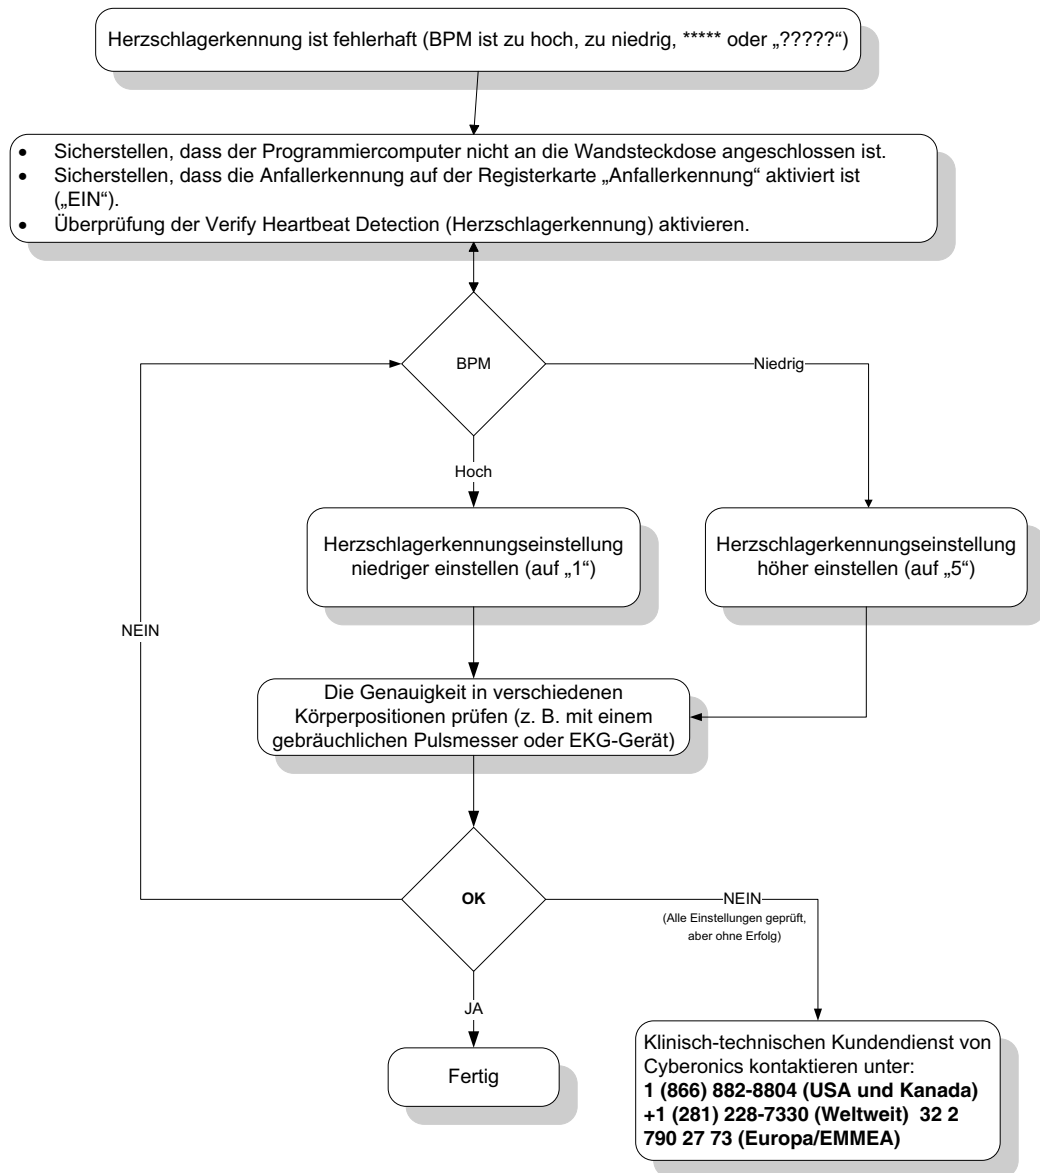 Herzschlagerkennung ist fehlerhaft (BPM ist zu hoch, zu niedrig, ***** oder „?????“)
• Sicherstellen, dass der Programmiercomputer nicht an die Wandsteckdose angeschlossen ist.
• Sicherstellen, dass die Anfallerkennung auf der Registerkarte „Anfallerkennung“ aktiviert ist
(„EIN“).
• Überprüfung der Verify Heartbeat Detection (Herzschlagerkennung) aktivieren.
BPM
Niedrig
Hoch
Herzschlagerkennungseinstellung
niedriger einstellen (auf „1“)
Herzschlagerkennungseinstellung
höher einstellen (auf „5“)
NEIN
Die Genauigkeit in verschiedenen
Körperpositionen prüfen (z. B. mit einem
gebräuchlichen Pulsmesser oder EKG-Gerät)
OK
NEIN
(Alle Einstellungen geprüft,
aber ohne Erfolg)
JA
Fertig
Klinisch-technischen Kundendienst von
Cyberonics kontaktieren unter:
1 (866) 882-8804 (USA und Kanada)
+1 (281) 228-7330 (Weltweit) 32 2
790 27 73 (Europa/EMMEA)